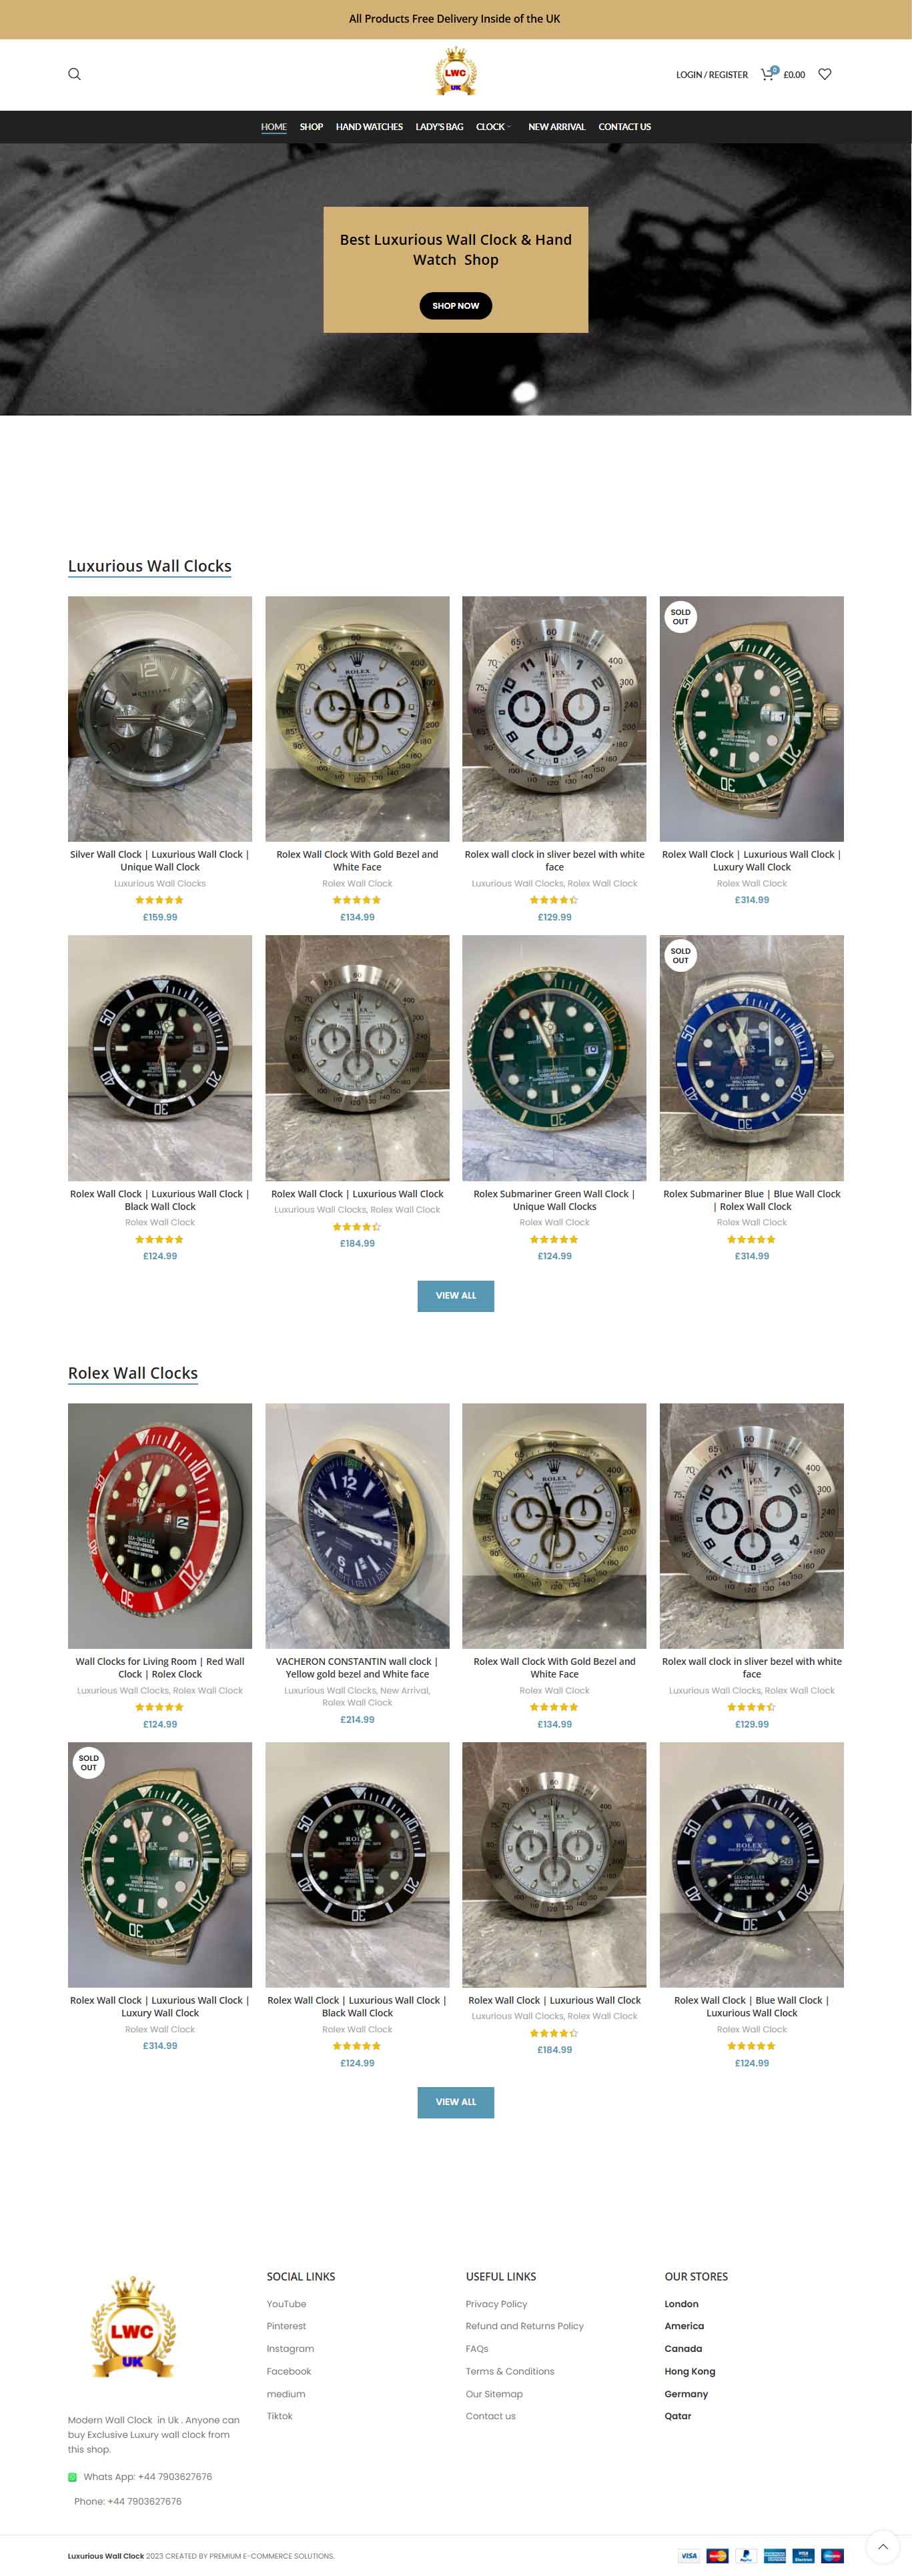 All Products Free Delivery Inside of the UK
LWC
UK
LOGIN / REGISTER
0
£0.00
HOME
SHOP
HAND WATCHES
LADY'S BAG
CLOCK
NEW ARRIVAL
CONTACT US
Best Luxurious Wall Clock & Hand
Watch Shop
SHOP NOW
Luxurious Wall Clocks
SOLD
OUT
Silver Wall Clock | Luxurious Wall Clock |
Unique Wall Clock
Luxurious Wall Clocks
£159.99
Rolex Wall Clock With Gold Bezel and
White Face
Rolex Wall Clock
£134.99
Rolex wall clock in sliver bezel with white
face
Luxurious Wall Clocks, Rolex Wall Clock
£129.99
Rolex Wall Clock | Luxurious Wall Clock |
Luxury Wall Clock
Rolex Wall Clock
£314.99
SOLD
OUT
Rolex Wall Clock | Luxurious Wall Clock |
Black Wall Clock
Rolex Wall Clock
£124.99
Rolex Wall Clock | Luxurious Wall Clock
Luxurious Wall Clocks, Rolex Wall Clock
£184.99
Rolex Submariner Green Wall Clock |
Unique Wall Clocks
Rolex Wall Clock
£124.99
Rolex Submariner Blue | Blue Wall Clock
| Rolex Wall Clock
Rolex Wall Clock
£314.99
VIEW ALL
Rolex Wall Clocks
Wall Clocks for Living Room | Red Wall
Clock | Rolex Clock
Luxurious Wall Clocks, Rolex Wall Clock
£124.99
VACHERON CONSTANTIN wall clock |
Yellow gold bezel and White face
Luxurious Wall Clocks, New Arrival,
Rolex Wall Clock
£214.99
Rolex Wall Clock With Gold Bezel and
White Face
Rolex Wall Clock
£134.99
Rolex wall clock in sliver bezel with white
face
Luxurious Wall Clocks, Rolex Wall Clock
£129.99
SOLD
OUT
Rolex Wall Clock | Luxurious Wall Clock |
Luxury Wall Clock
Rolex Wall Clock
£314.99
Rolex Wall Clock | Luxurious Wall Clock |
Black Wall Clock
Rolex Wall Clock
£124.99
Rolex Wall Clock | Luxurious Wall Clock
Luxurious Wall Clocks, Rolex Wall Clock
£184.99
Rolex Wall Clock | Blue Wall Clock |
Luxurious Wall Clock
Rolex Wall Clock
£124.99
VIEW ALL
LWC
UK
Modern Wall Clock in Uk . Anyone can
buy Exclusive Luxury wall clock from
this shop.
Whats App: +44 7903627676
Phone: +44 7903627676
SOCIAL LINKS
YouTube
Pinterest
Instagram
Facebook
medium
Tiktok
USEFUL LINKS
Privacy Policy
Refund and Returns Policy
FAQs
Terms & Conditions
Our Sitemap
Contact us
OUR STORES
London
America
Canada
Hong Kong
Germany
Qatar
Luxurious Wall Clock 2023 CREATED BY PREMIUM E-COMMERCE SOLUTIONS.
VISA
PayPal